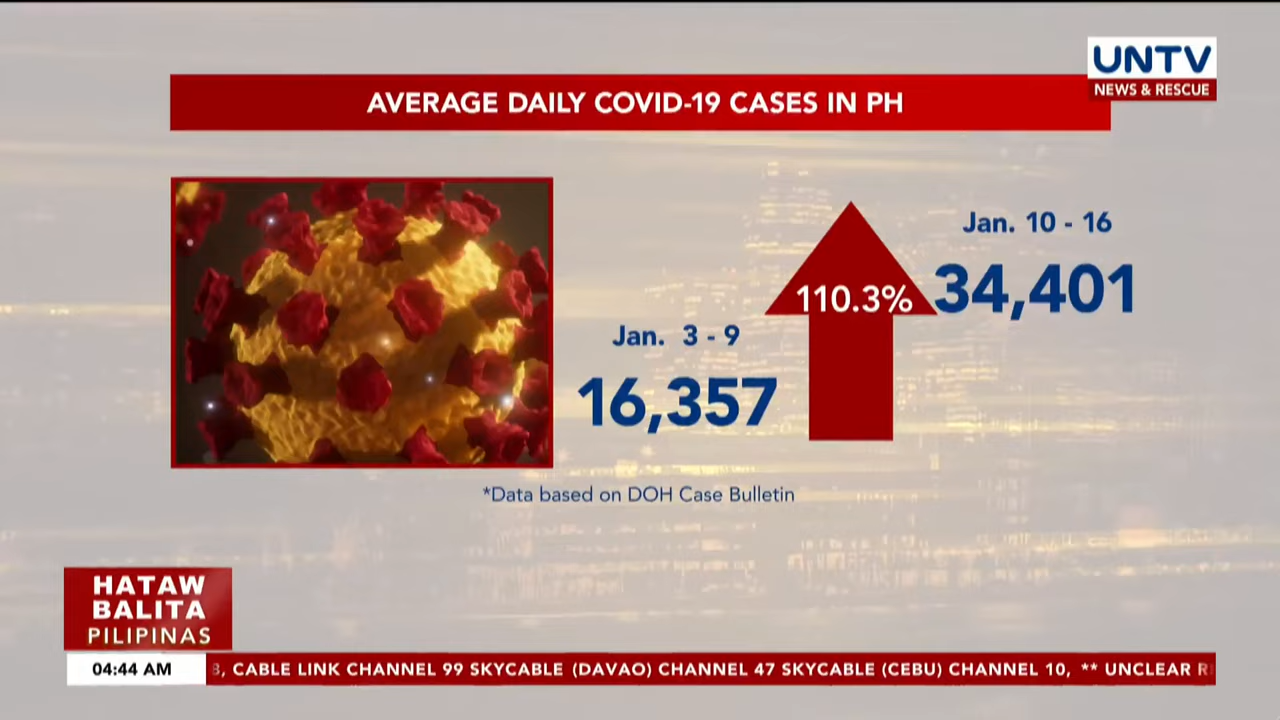 UNTV
NEWS & RESCUE
AVERAGE DAILY COVID-19 CASES IN PH
Jan. 10 - 16
34,401
110.3%
Jan. 3 - 9
16,357
*Data based on DOH Case Bulletin
HATAW
BALITA
PILIPINAS
04:44 AM
, CABLE LINK CHANNEL 99 SKYCABLE (DAVAO) CHANNEL 47 SKYCABLE (CEBU) CHANNEL 10, ** UNCLEAR